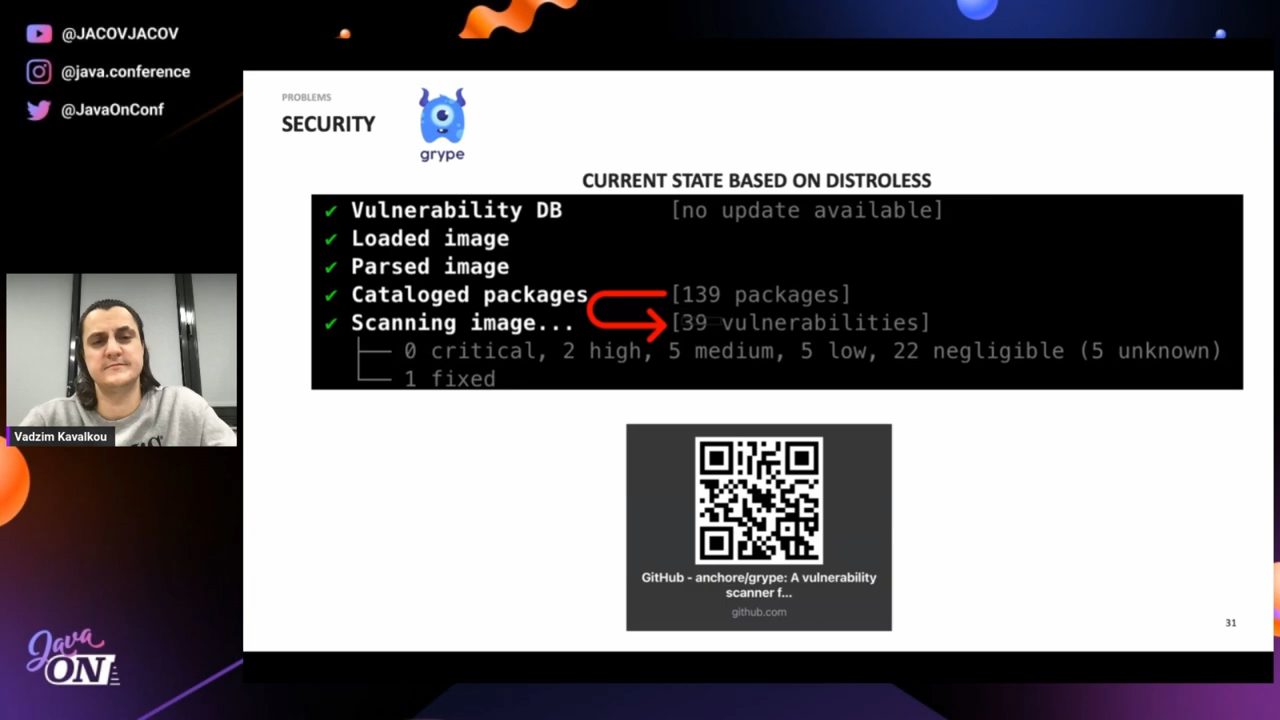 @JACOVJACOV
@java.conference
@JavaOnConf
PROBLEMS
SECURITY
grype
CURRENT STATE BASED ON DISTROLESS
✔ Vulnerability DB [no update available]
✔ Loaded image
✔ Parsed image
✔ Cataloged packages [139 packages]
✔ Scanning image... [39 vulnerabilities]
├── 0 critical, 2 high, 5 medium, 5 low, 22 negligible (5 unknown)
└── 1 fixed
Vadzim Kavalkou
GitHub - anchore/grype: A vulnerability
scanner f...
github.com
31
Java
ON